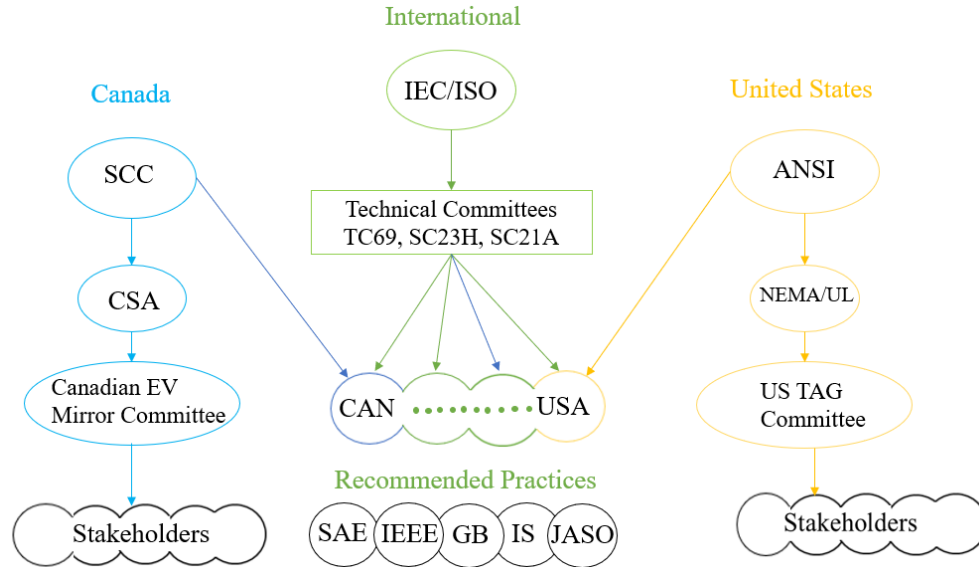 International
Canada
United States
IEC/ISO
SCC
ANSI
Technical Committees
TC69, SC23H, SC21A
CSA
NEMA/UL
Canadian EV
Mirror Committee
CAN
USA
US TAG
Committee
Recommended Practices
SAE IEEE GB IS JASO
Stakeholders
Stakeholders